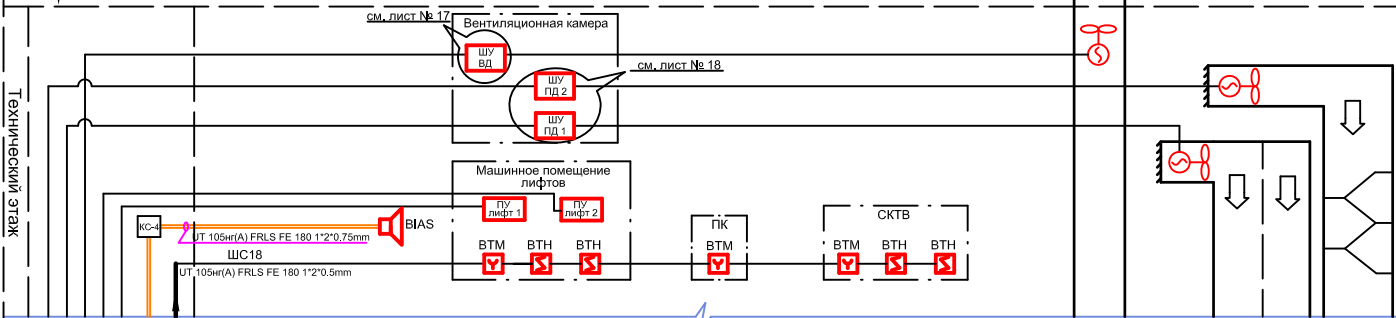 см. лист № 17
Вентиляционная камера
ШУ
ВД
см. лист № 18
ШУ
ПД 2
ШУ
ПД 1
Технический этаж
Машинное помещение
лифтов
ПУ
лифт 1
ПУ
лифт 2
КС-4
BIAS
UT 105нг(А) FRLS FE 180 1*2*0.75mm
ШС18
UT 105нг(А) FRLS FE 180 1*2*0.5mm
ВТМ
ВТН
ВТН
ПК
ВТМ
СКТВ
ВТМ
ВТН
ВТН